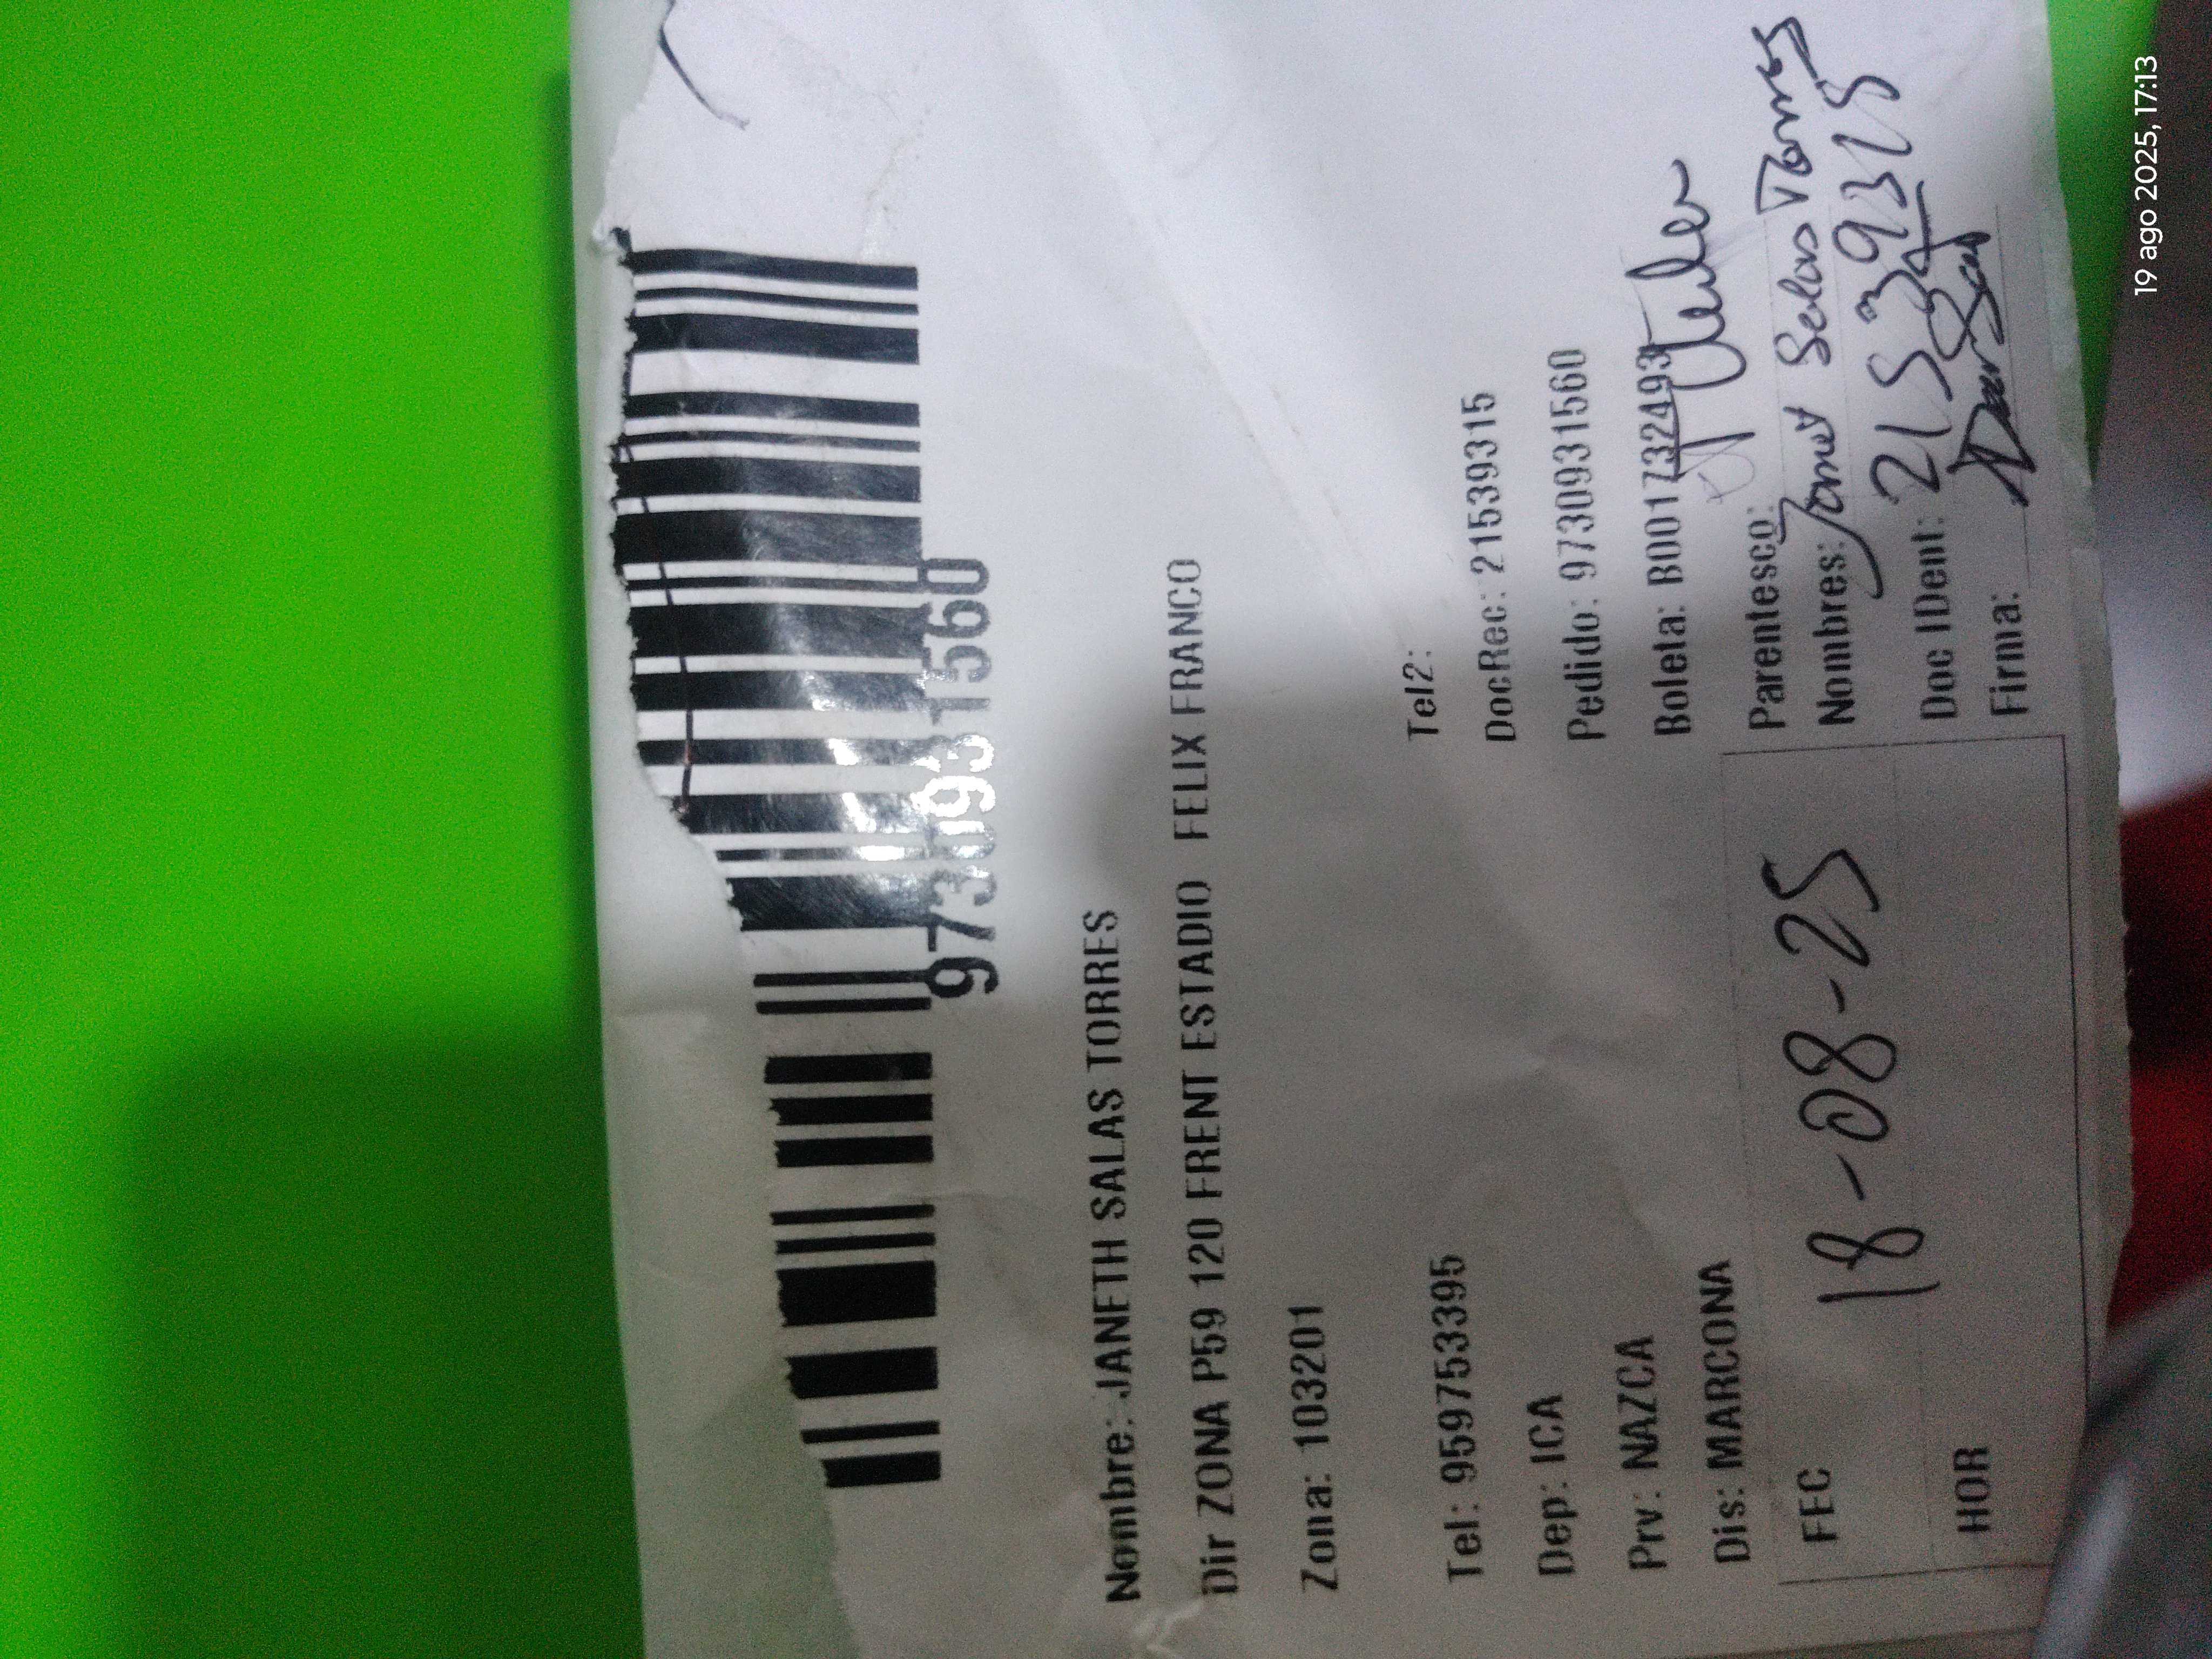 9730931560
Nombre: JANETH SALAS TORRES
Dir ZONA P59 120 FRENT ESTADIO FELIX FRANCO
Zona: 103201
Tel: 959753395 Tel2:
Dep: ICA DocRec: 21539315
Prv: NAZCA Pedido: 9730931560
Dis: MARCONA Boleta: B001732493
FEC 18-08-25 Parentesco:
Nombres: Janet Salas Torres
HOR Doc IDent: 21539315
Firma:
19 ago 2025, 17:13